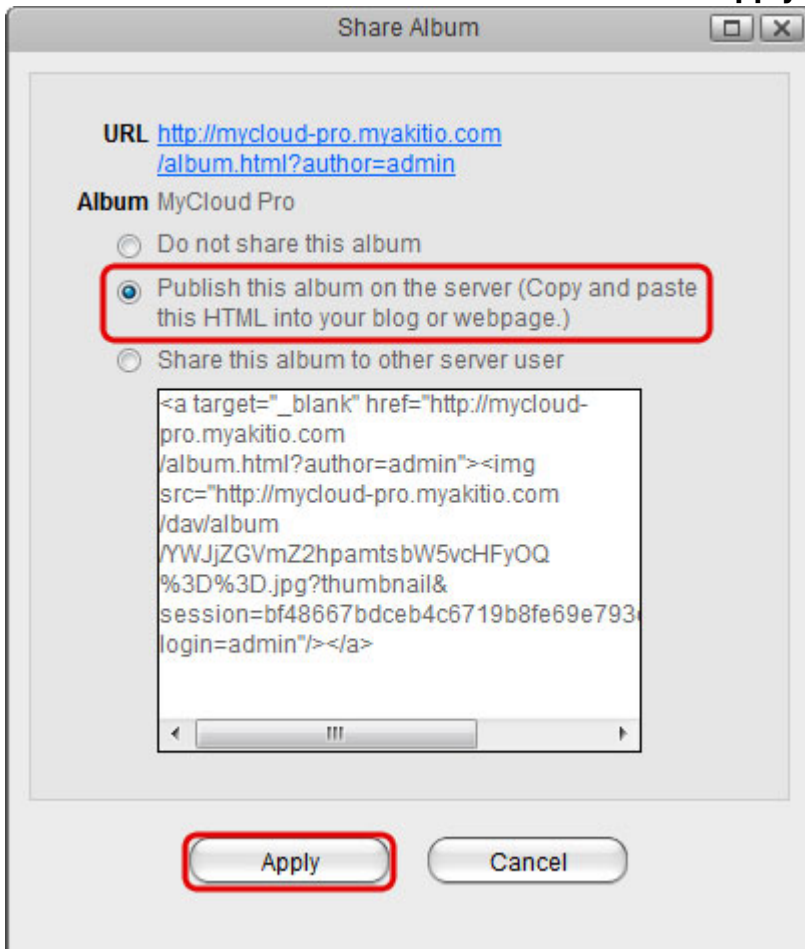 Apply
Share Album
URL http://mycloud-pro.myakitio.com
/album.html?author=admin
Album MyCloud Pro
Do not share this album
Publish this album on the server (Copy and paste
this HTML into your blog or webpage.)
Share this album to other server user
<a target="_blank" href="http://mycloud-
pro.myakitio.com
/album.html?author=admin"><img
src="http://mycloud-pro.myakitio.com
/dav/album
/YWJjZGVmZ2hpamtsbW5vcHFyOQ
%3D%3D.jpg?thumbnail&
session=bf48667bdceb4c6719b8fe69e793
login=admin"/></a>
Apply Cancel